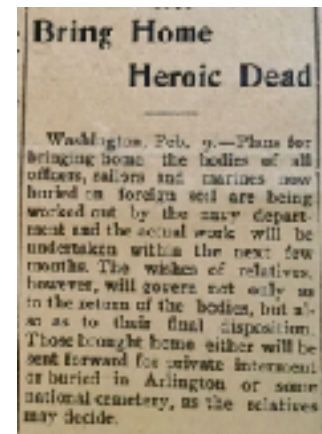 Bring Home
Heroic Dead
Washington, Feb. 9.—Plans for
bringing home the bodies of all
officers, sailors and marines now
buried on foreign soil are being
worked out by the navy depart-
ment and the actual work will be
undertaken within the next few
months. The wishes of relatives,
however, will govern not only as
to the return of the bodies, but al-
so as to their final disposition.
Those brought home either will be
sent forward for private interment
or buried in Arlington or some
national cemetery, as the relatives
may decide.